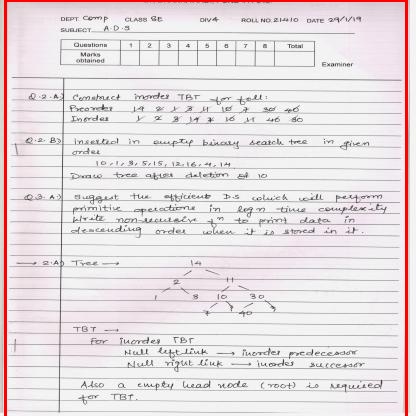 DEPT. Comp CLASS SE DIV 4 ROLL NO. 21410 DATE 29/1/19
SUBJECT A.D.S
Questions 1 2 3 4 5 6 7 8 Total
Marks obtained
Examiner
Q.2.A) Construct inorder TBT for foll:
Preorder 14 2 1 3 11 10 7 30 40
Inorder 1 2 3 14 7 10 11 40 30
Q.2.B) Inserted in empty binary search tree in given
order
10, 1, 3, 5, 15, 12, 16, 4, 14
Draw tree after deletion of 10
Q.3.A) Suggest the efficient D.S which will perform
primitive operations in logn time complexity
Write non-recursive fn to print data in
descending order when it is stored in it.
→ 2.A) Tree → 14
2 11
1 3 10 30
7 40
TBT →
For inorder TBT
Null left link → inorder predecessor
Null right link → inorder successor
Also a empty head node (root) is required
for TBT.